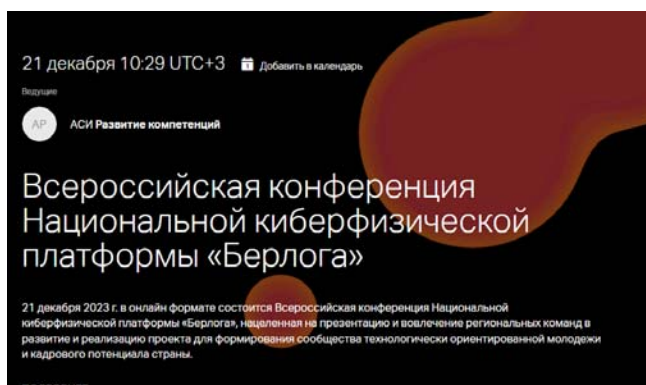 21 декабря 10:29 UTC+3 Добавить в календарь
Ведущие
АР АСИ Развитие компетенций
Всероссийская конференция
Национальной киберфизической
платформы «Берлога»
21 декабря 2023 г. в онлайн формате состоится Всероссийская конференция Национальной
киберфизической платформы «Берлога», нацеленная на презентацию и вовлечение региональных команд в
развитие и реализацию проекта для формирования сообщества технологически ориентированной молодежи
и кадрового потенциала страны.